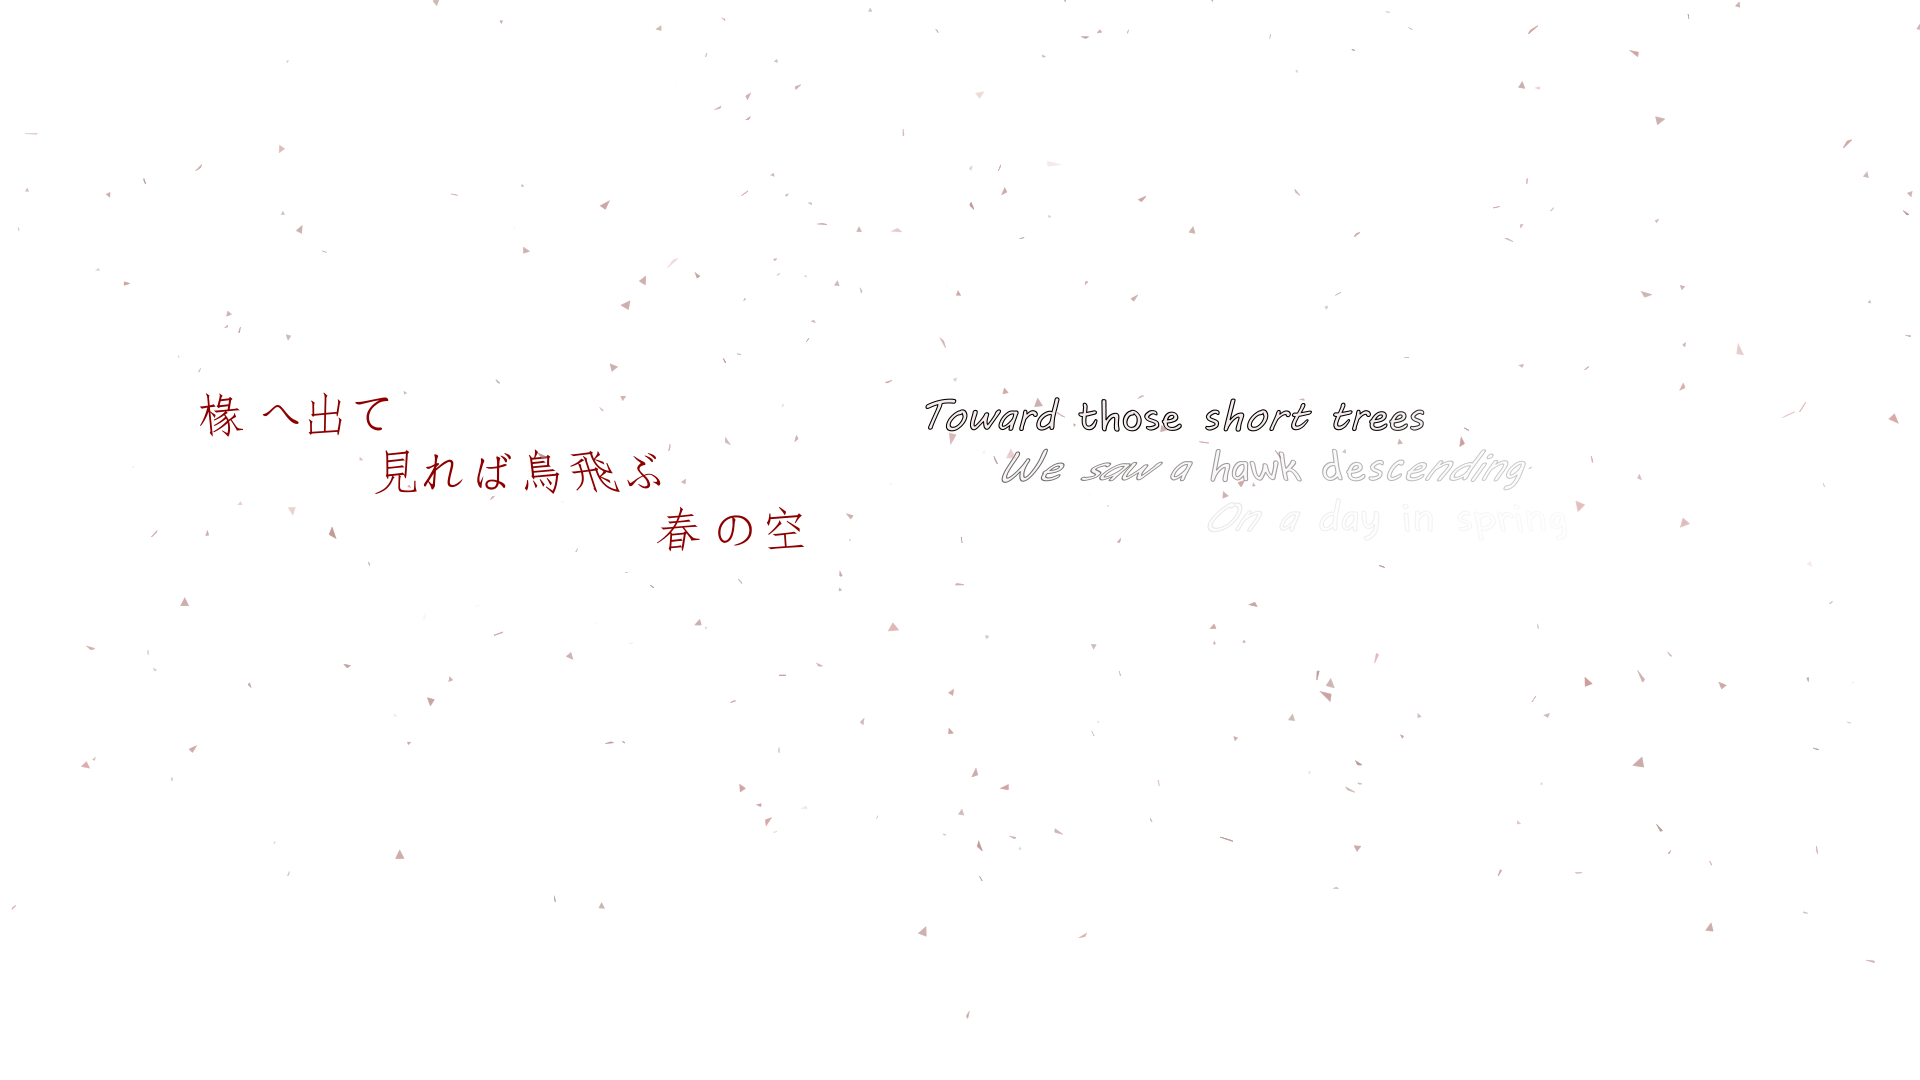 椽へ出て
見れば鳥飛ぶ
春の空
Toward those short trees
We saw a hawk descending
On a day in spring